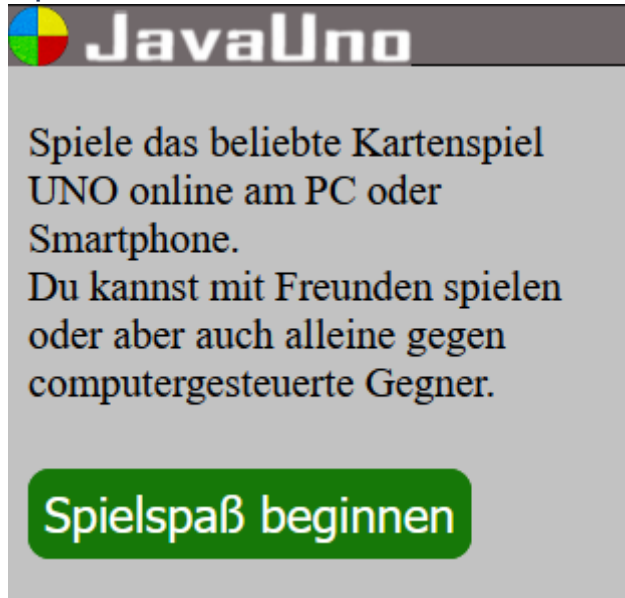 JavaUno
Spiele das beliebte Kartenspiel
UNO online am PC oder
Smartphone.
Du kannst mit Freunden spielen
oder aber auch alleine gegen
computergesteuerte Gegner.
Spielspaß beginnen